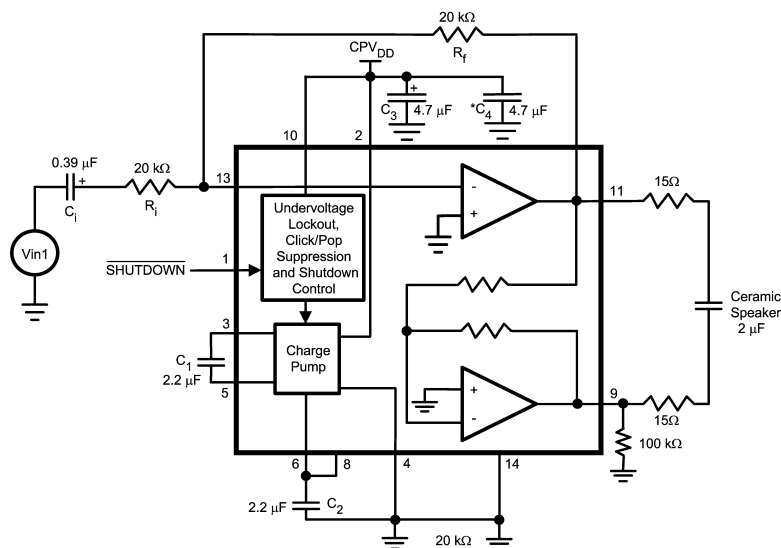 20 kΩ
CPVDD
Rf
+
C3
4.7 μF
*C4
4.7 μF
10
2
0.39 μF
+
Ci
20 kΩ
Ri
13
-
+
11
15Ω
Vin1
Undervoltage
Lockout,
Click/Pop
Suppression
and Shutdown
Control
SHUTDOWN
1
Ceramic
Speaker
2 μF
3
C1
2.2 μF
5
Charge
Pump
+
-
9
15Ω
100 kΩ
6
8
4
14
2.2 μF
C2
20 kΩ